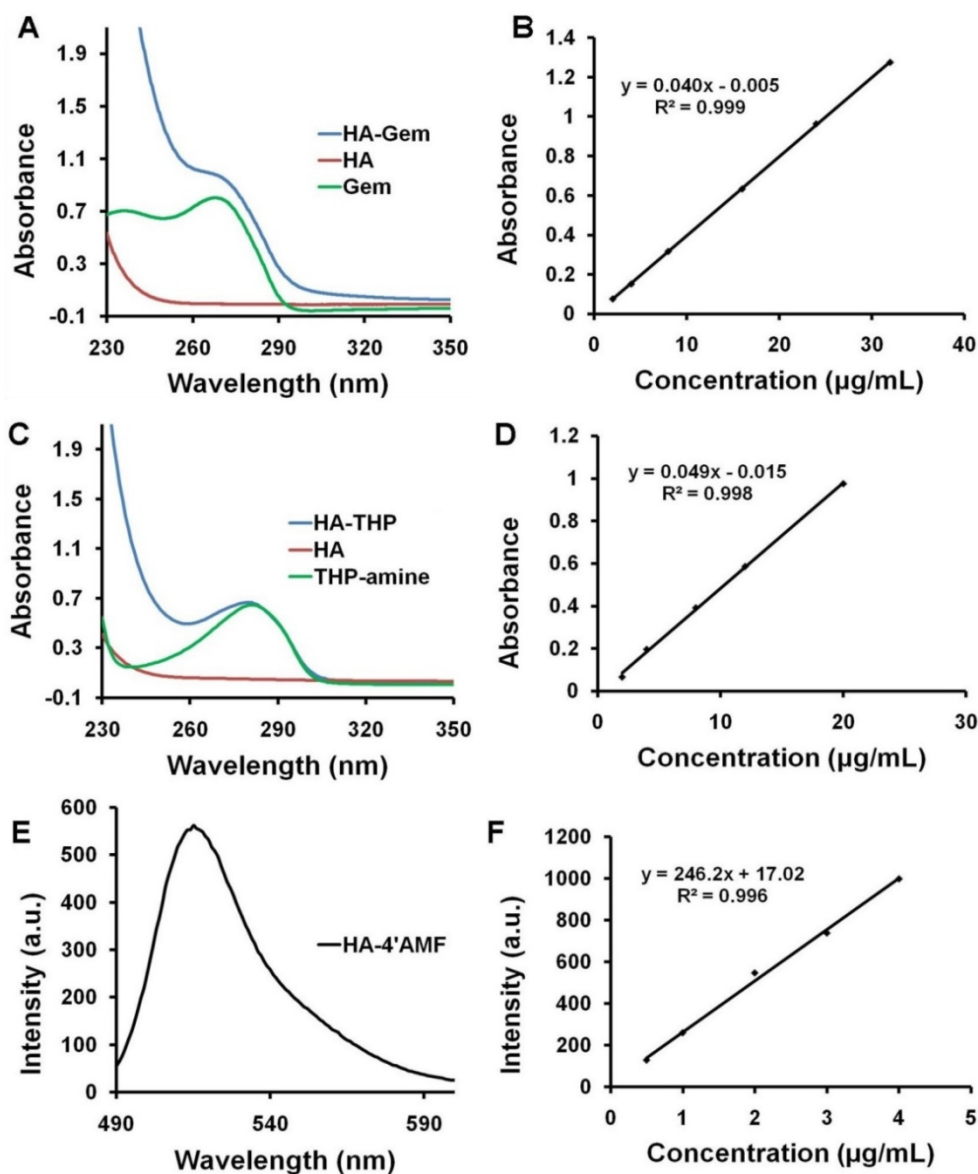 A
Absorbance
1.9
1.5
1.1
0.7
0.3
-0.1
HA-Gem
HA
Gem
230 260 290 320 350
Wavelength (nm)
B
Absorbance
1.4
1.2
1
0.8
0.6
0.4
0.2
0
y = 0.040x - 0.005
R² = 0.999
0 10 20 30 40
Concentration (µg/mL)
C
Absorbance
1.9
1.5
1.1
0.7
0.3
-0.1
HA-THP
HA
THP-amine
230 260 290 320 350
Wavelength (nm)
D
Absorbance
1.2
1
0.8
0.6
0.4
0.2
0
y = 0.049x - 0.015
R² = 0.998
0 10 20 30
Concentration (µg/mL)
E
Intensity (a.u.)
600
500
400
300
200
100
0
HA-4'AMF
490 540 590
Wavelength (nm)
F
Intensity (a.u.)
1200
1000
800
600
400
200
0
y = 246.2x + 17.02
R² = 0.996
0 1 2 3 4 5
Concentration (µg/mL)